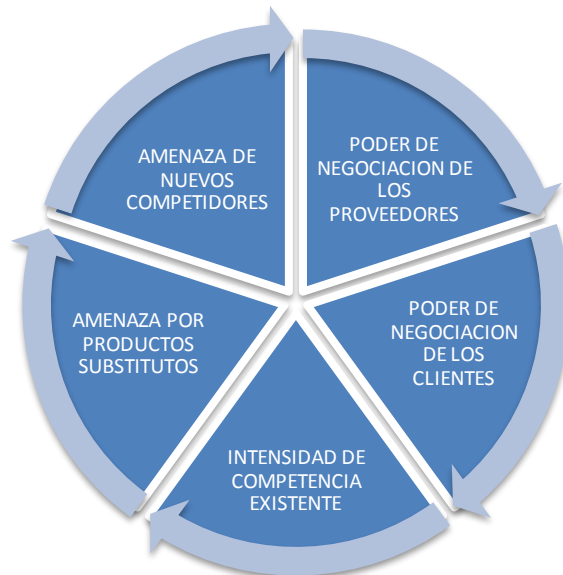 AMENAZA DE
NUEVOS
COMPETIDORES
PODER DE
NEGOCIACION DE
LOS
PROVEEDORES
PODER DE
NEGOCIACION
DE LOS
CLIENTES
INTENSIDAD DE
COMPETENCIA
EXISTENTE
AMENAZA POR
PRODUCTOS
SUBSTITUTOS